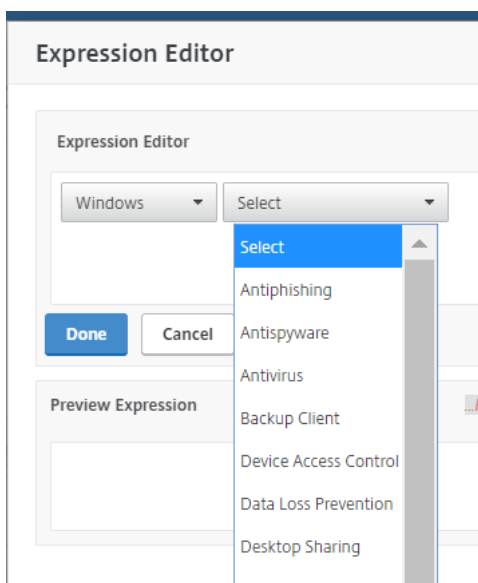 Expression Editor
Expression Editor
Windows
Select
Select
Antiphishing
Antispyware
Done
Cancel
Antivirus
Preview Expression
Backup Client
Device Access Control
Data Loss Prevention
Desktop Sharing